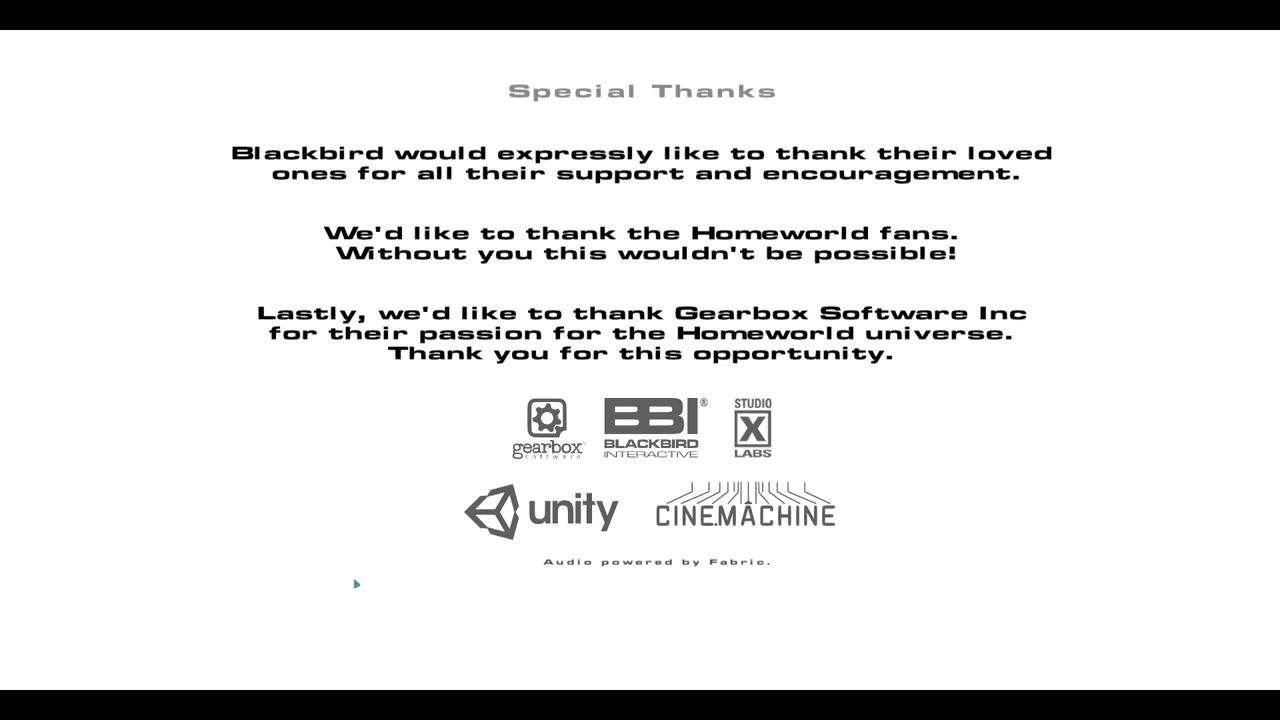 Special Thanks
Blackbird would expressly like to thank their loved
ones for all their support and encouragement.
We'd like to thank the Homeworld fans.
Without you this wouldn't be possible!
Lastly, we'd like to thank Gearbox Software Inc
for their passion for the Homeworld universe.
Thank you for this opportunity.
gearbox
software
BBI®
BLACKBIRD
INTERACTIVE
STUDIO
X
LABS
unity
CINEMACHINE
Audio powered by Fabric.